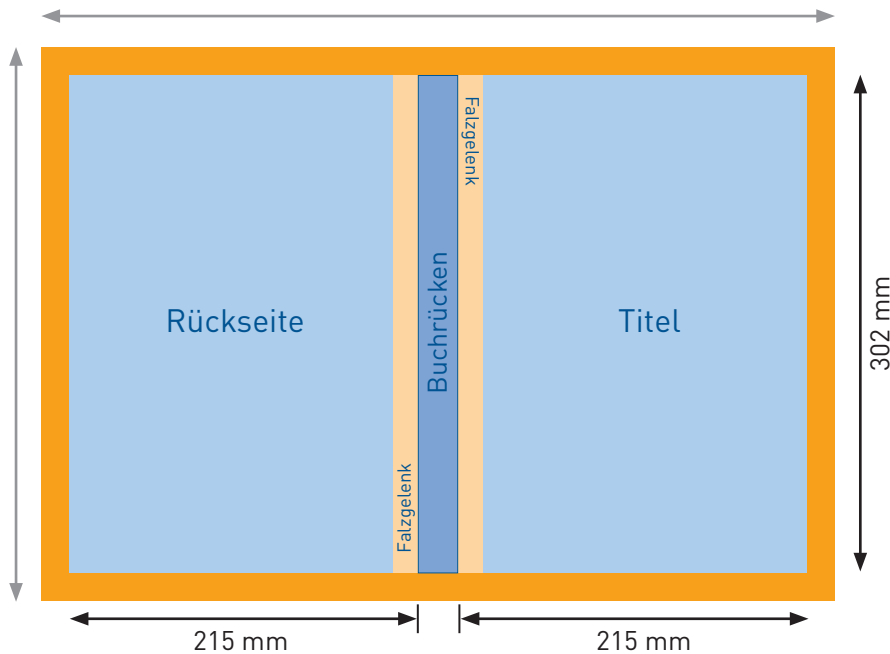 Falzgelenk
Rückseite
Buchrücken
Titel
302 mm
Falzgelenk
215 mm
215 mm